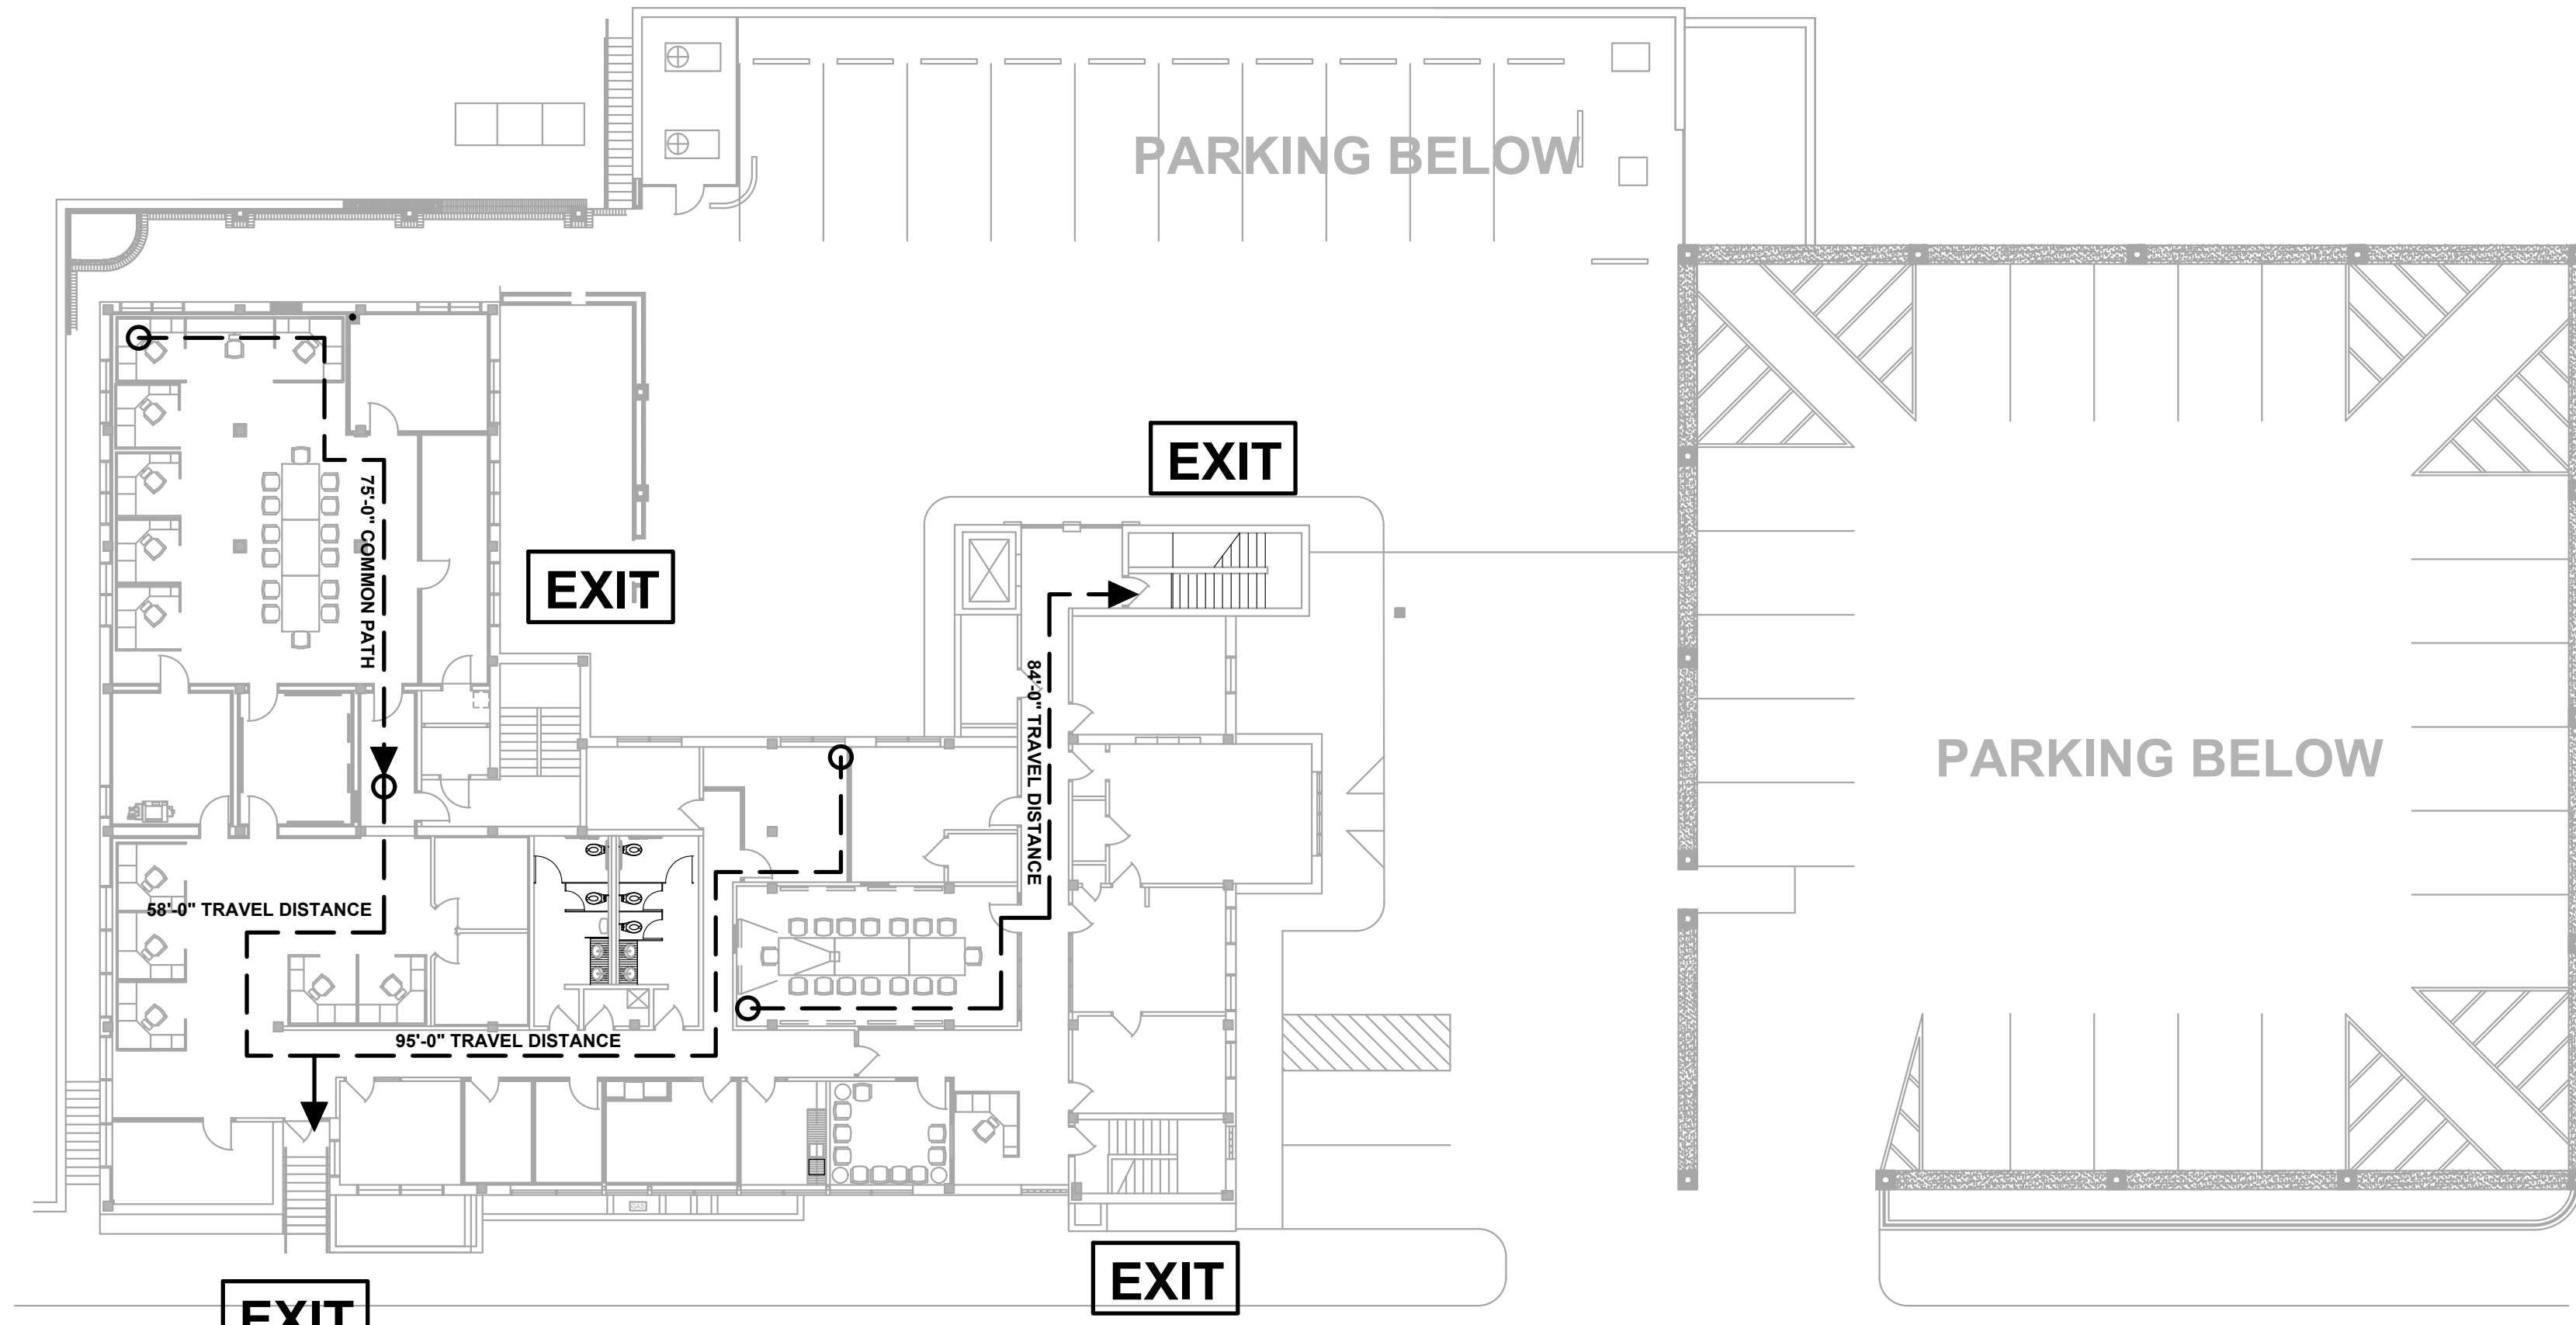 PARKING BELOW
EXIT
75'-0" COMMON PATH
EXIT
84'-0" TRAVEL DISTANCE
PARKING BELOW
58'-0" TRAVEL DISTANCE
95'-0" TRAVEL DISTANCE
EXIT
EXIT